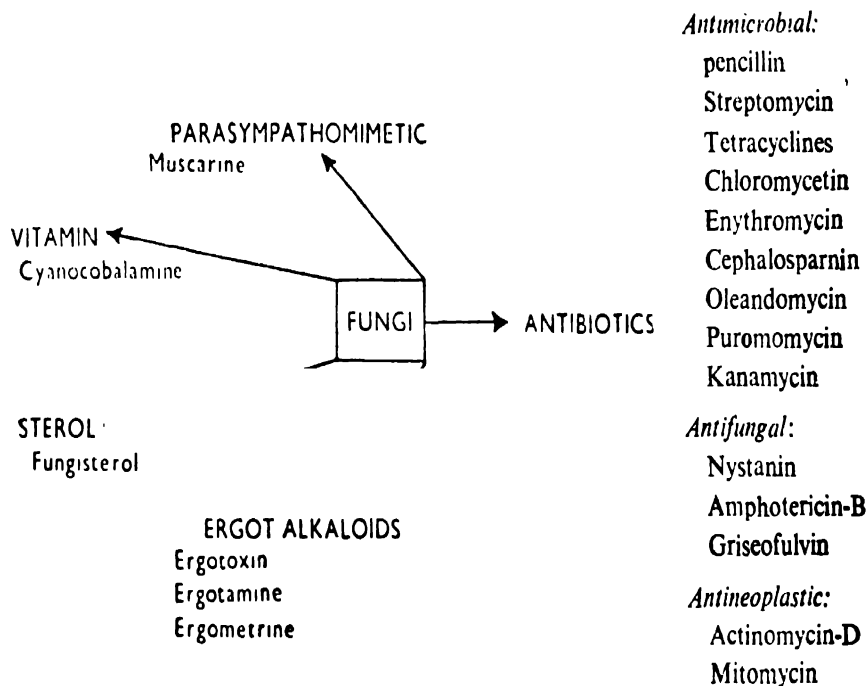 PARASYMPATHOMIMETIC
Muscarine
VITAMIN
Cyanocobalamine
FUNGI
ANTIBIOTICS
STEROL
Fungisterol
ERGOT ALKALOIDS
Ergotoxin
Ergotamine
Ergometrine
Antimicrobial:
pencillin
Streptomycin
Tetracyclines
Chloromycetin
Enythromycin
Cephalosparnin
Oleandomycin
Puromomycin
Kanamycin
Antifungal:
Nystanin
Amphotericin-B
Griseofulvin
Antineoplastic:
Actinomycin-D
Mitomycin